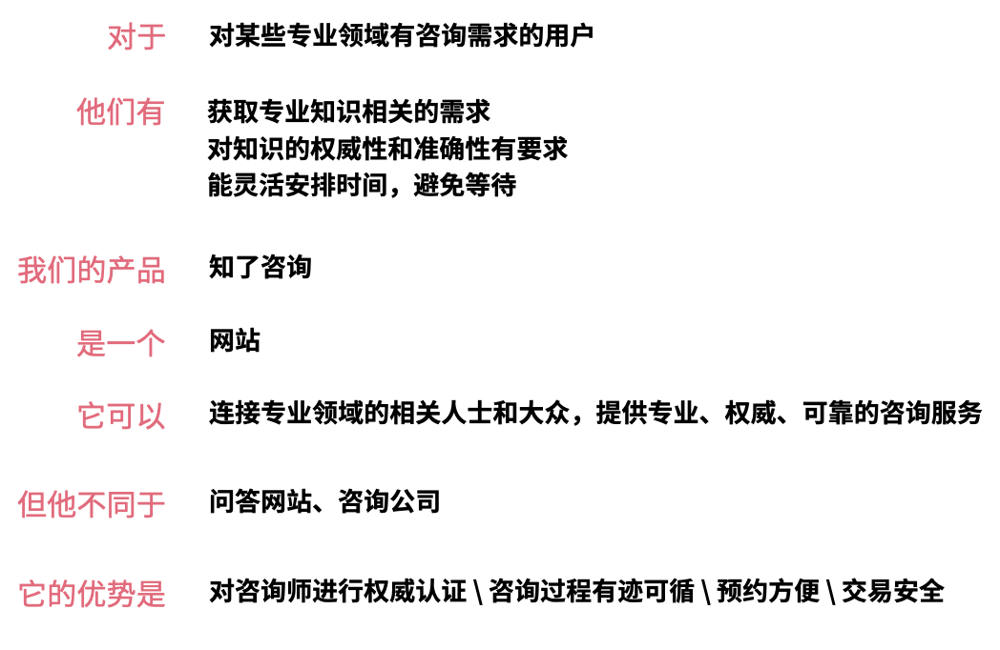 对于 对某些专业领域有咨询需求的用户
他们有 获取专业知识相关的需求
对知识的权威性和准确性有要求
能灵活安排时间，避免等待
我们的产品 知了咨询
是一个 网站
它可以 连接专业领域的相关人士和大众，提供专业、权威、可靠的咨询服务
但他不同于 问答网站、咨询公司
它的优势是 对咨询师进行权威认证 \ 咨询过程有迹可循 \ 预约方便 \ 交易安全